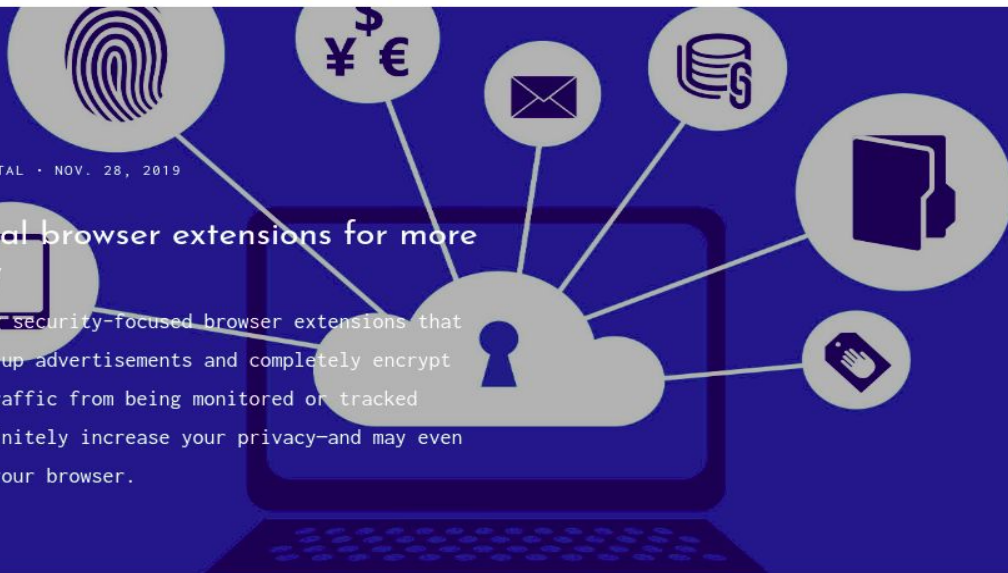 $
¥ €
TAL · NOV. 28, 2019
al browser extensions for more
security-focused browser extensions that
up advertisements and completely encrypt
affic from being monitored or tracked
nitely increase your privacy—and may even
our browser.